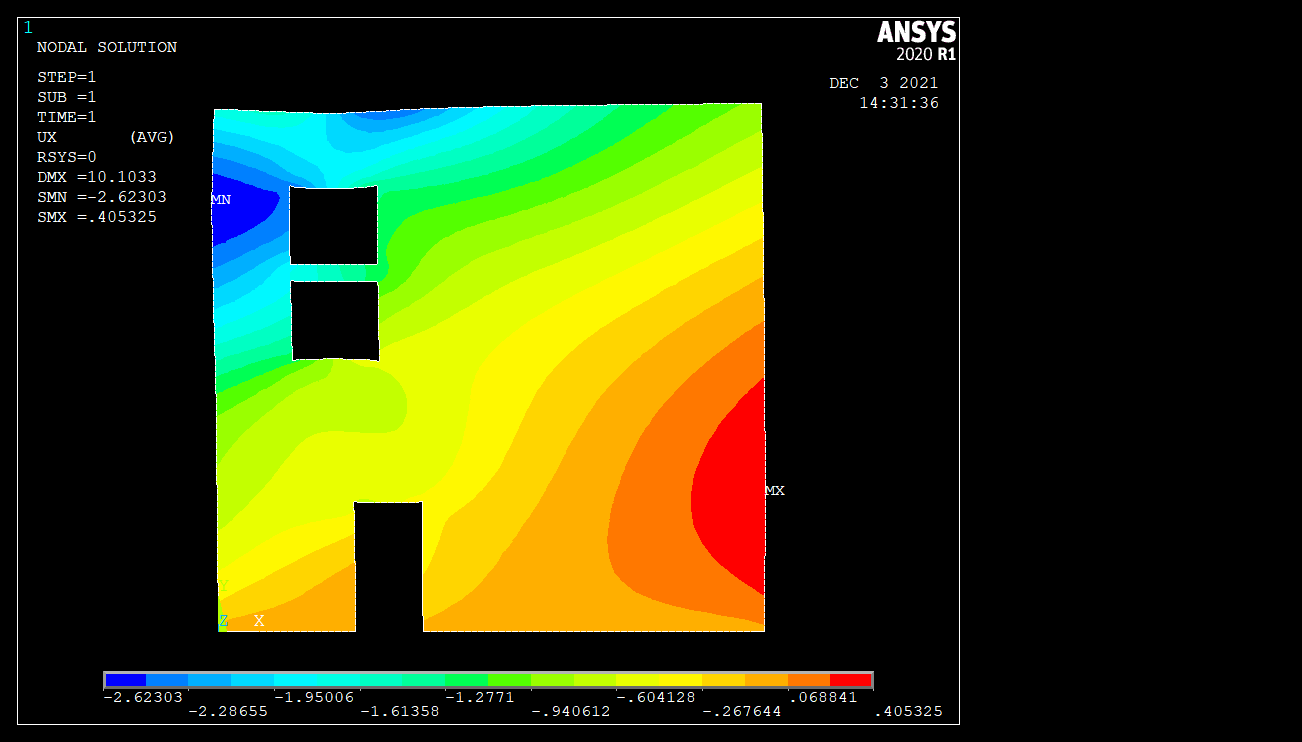 1
ANSYS
2020 R1
NODAL SOLUTION
STEP=1
SUB =1
TIME=1
UX (AVG)
RSYS=0
DMX =10.1033
SMN =-2.62303
SMX =.405325
DEC 3 2021
14:31:36
MN
MX
Y
Z X
-2.62303 -1.95006 -1.2771 -.604128 .068841
-2.28655 -1.61358 -.940612 -.267644 .405325